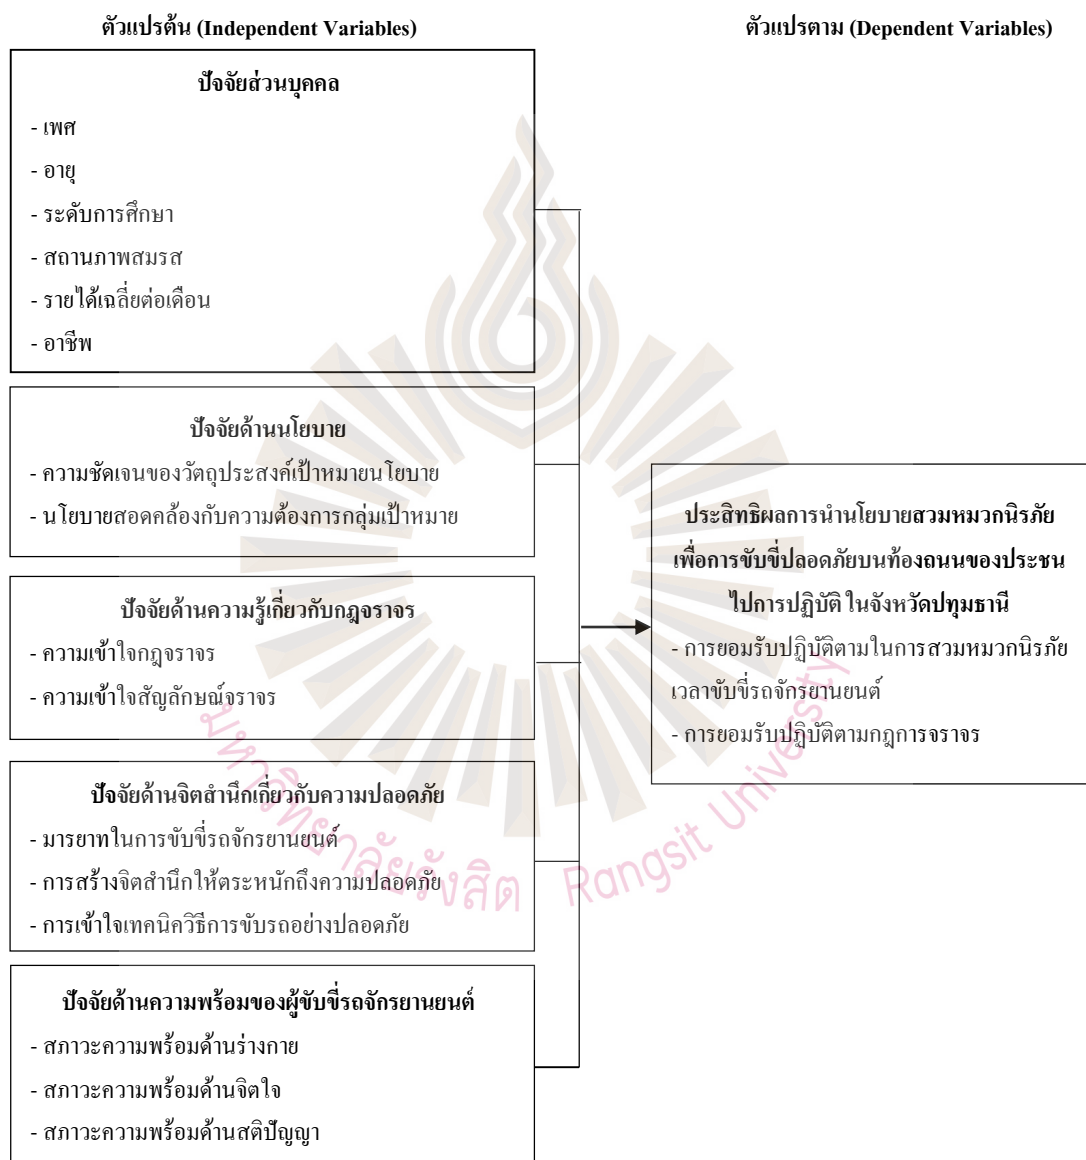 ตัวแปรต้น (Independent Variables)
ตัวแปรตาม (Dependent Variables)
ปัจจัยส่วนบุคคล
- เพศ
- อายุ
- ระดับการศึกษา
- สถานภาพสมรส
- รายได้เฉลี่ยต่อเดือน
- อาชีพ
ปัจจัยด้านนโยบาย
- ความชัดเจนของวัตถุประสงค์เป้าหมายนโยบาย
- นโยบายสอดคล้องกับความต้องการกลุ่มเป้าหมาย
ปัจจัยด้านความรู้เกี่ยวกับกฎจราจร
- ความเข้าใจกฎจราจร
- ความเข้าใจสัญลักษณ์จราจร
ปัจจัยด้านจิตสำนึกเกี่ยวกับความปลอดภัย
- มารยาทในการขับขี่รถจักรยานยนต์
- การสร้างจิตสำนึกให้ตระหนักถึงความปลอดภัย
- การเข้าใจเทคนิควิธีการขับรถอย่างปลอดภัย
ปัจจัยด้านความพร้อมของผู้ขับขี่รถจักรยานยนต์
- สภาวะความพร้อมด้านร่างกาย
- สภาวะความพร้อมด้านจิตใจ
- สภาวะความพร้อมด้านสติปัญญา
ประสิทธิผลการนำนโยบายสวมหมวกนิรภัย
เพื่อการขับขี่ปลอดภัยบนท้องถนนของประชน
ไปการปฏิบัติ ในจังหวัดปทุมธานี
- การยอมรับปฏิบัติตามในการสวมหมวกนิรภัย
เวลาขับขี่รถจักรยานยนต์
- การยอมรับปฏิบัติตามกฎการจราจร
มหาวิทยาลัยรังสิต Rangsit University